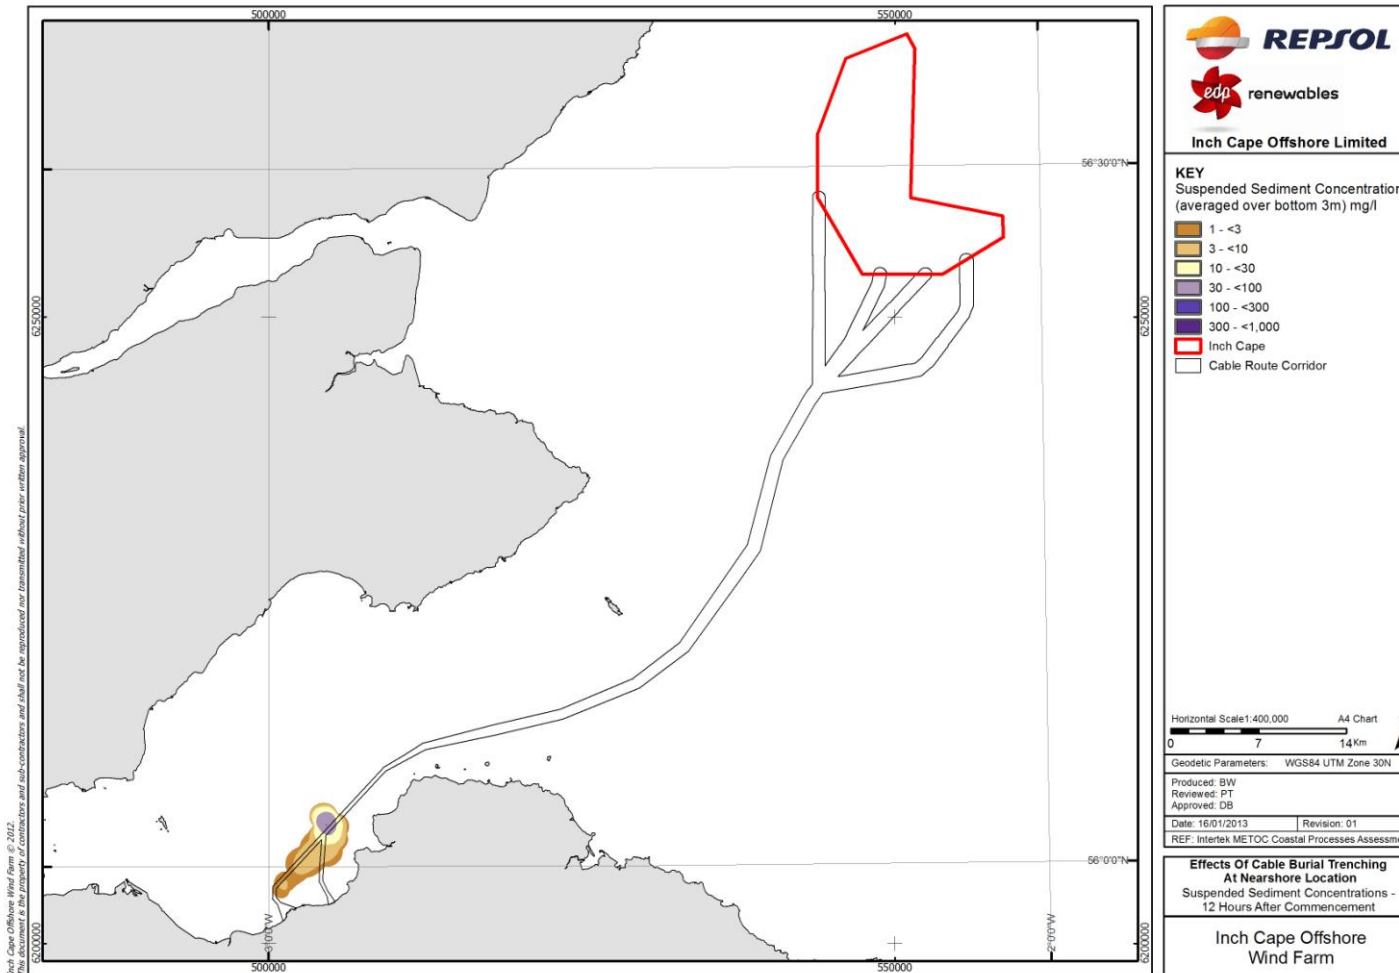 500000
550000
56°30'0"N
6250000
6250000
56°0'0"N
6200000
6200000
3°0'0"W
2°0'0"W
500000
550000
Inch Cape Offshore Wind Farm © 2012.
This document is the property of contractors and sub-contractors and shall not be reproduced nor transmitted without prior written approval.
REPSOL
edp renewables
Inch Cape Offshore Limited
KEY
Suspended Sediment Concentration
(averaged over bottom 3m) mg/l
1 - <3
3 - <10
10 - <30
30 - <100
100 - <300
300 - <1,000
Inch Cape
Cable Route Corridor
Horizontal Scale1:400,000 A4 Chart
0 7 14 Km
Geodetic Parameters: WGS84 UTM Zone 30N
Produced: BW
Reviewed: PT
Approved: DB
Date: 16/01/2013 Revision: 01
REF: Intertek METOC Coastal Processes Assessm
Effects Of Cable Burial Trenching
At Nearshore Location
Suspended Sediment Concentrations -
12 Hours After Commencement
Inch Cape Offshore
Wind Farm